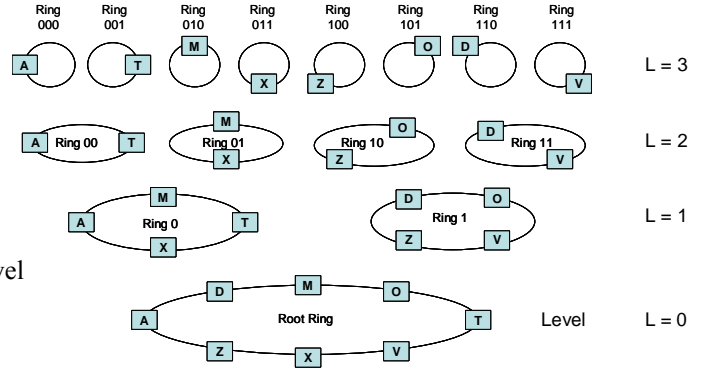 Ring Ring Ring Ring Ring Ring Ring Ring
000 001 010 011 100 101 110 111
M O D
A T L = 3
X Z V
M O D
A Ring 00 T Ring 01 Ring 10 Ring 11 L = 2
X Z V
M D O
A Ring 0 T Ring 1 L = 1
X Z V
vel
D M O
A Root Ring T Level L = 0
Z X V